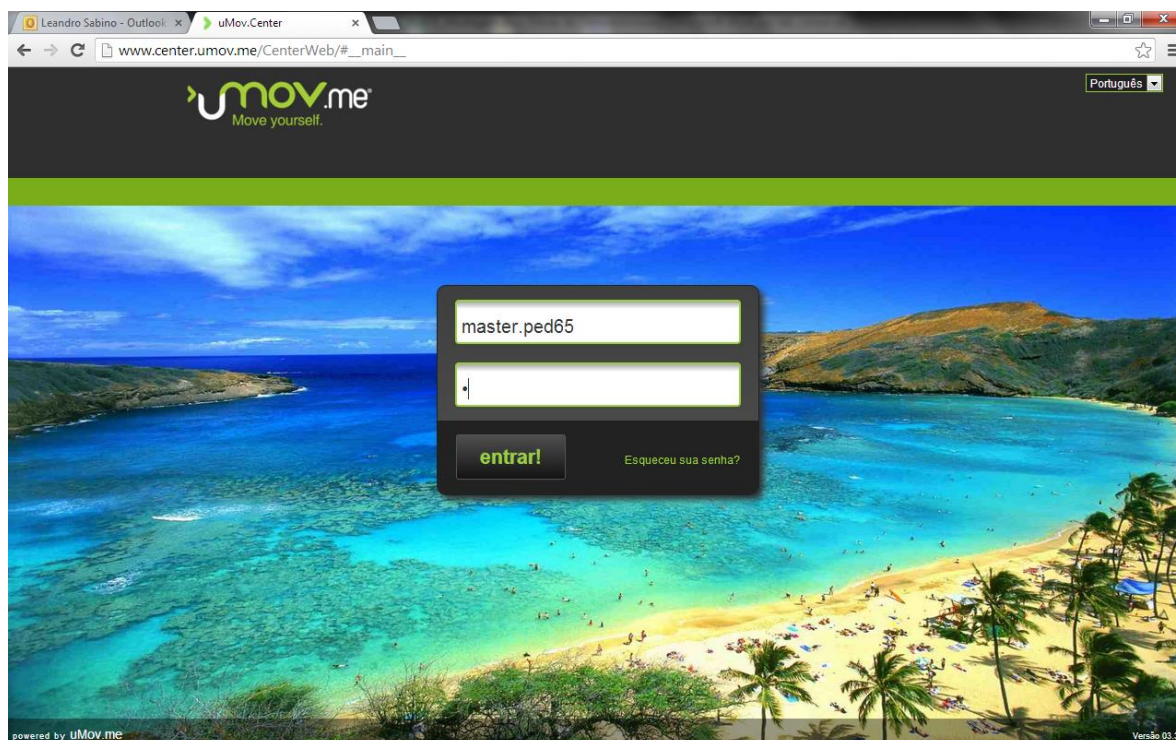 Leandro Sabino - Outlook
uMov.Center
www.center.umov.me/CenterWeb/#__main__
umov.me
Move yourself.
Português
master.ped65
entrar!
Esqueceu sua senha?
powered by uMov.me
Versão 03.